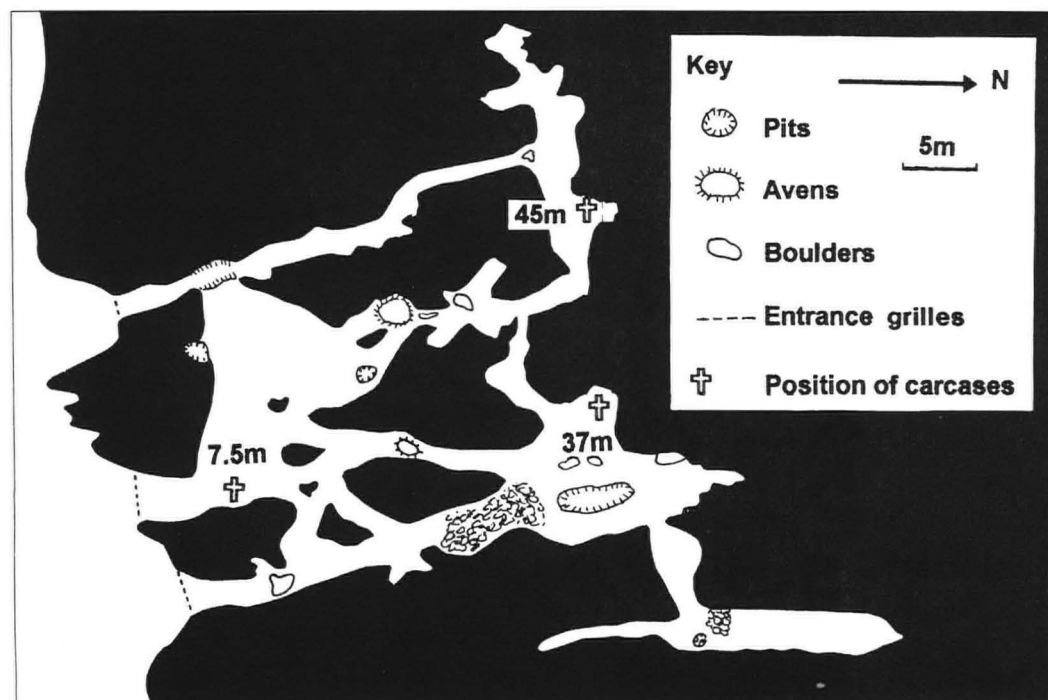 Key
N
Pits
5m
Avens
Boulders
Entrance grilles
Position of carcases
45m
37m
7.5m